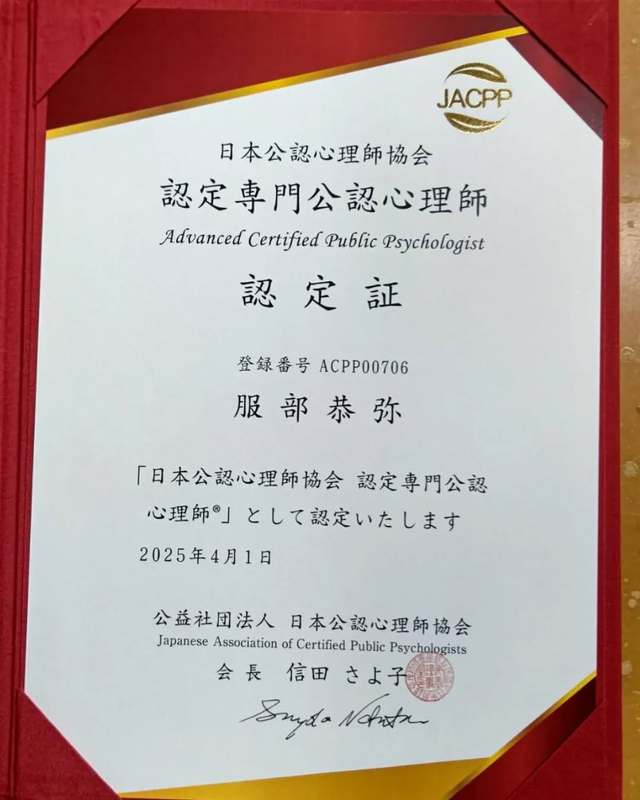 JACPP
日本公認心理師協会
認定専門公認心理師
Advanced Certified Public Psychologist
認定証
登録番号 ACPP00706
服部恭弥
「日本公認心理師協会 認定専門公認
心理師®」として認定いたします
2025年4月1日
公益社団法人 日本公認心理師協会
Japanese Association of Certified Public Psychologists
会長 信田 さよ子